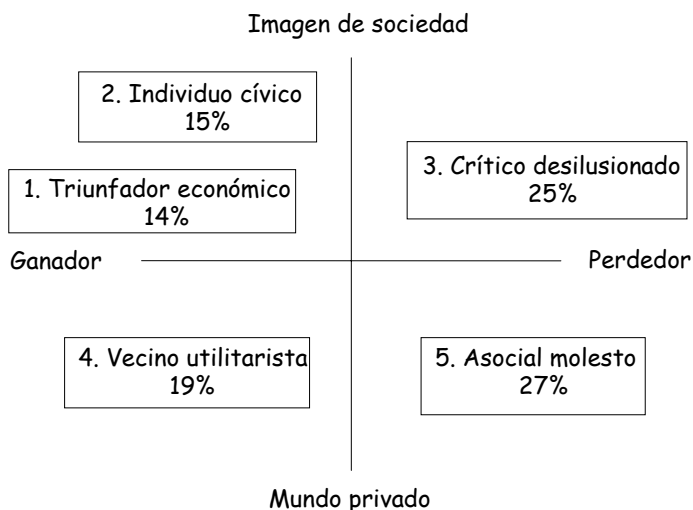 Imagen de sociedad
2. Individuo cívico
15%
1. Triunfador económico
14%
3. Crítico desilusionado
25%
Ganador
Perdedor
4. Vecino utilitarista
19%
5. Asocial molesto
27%
Mundo privado